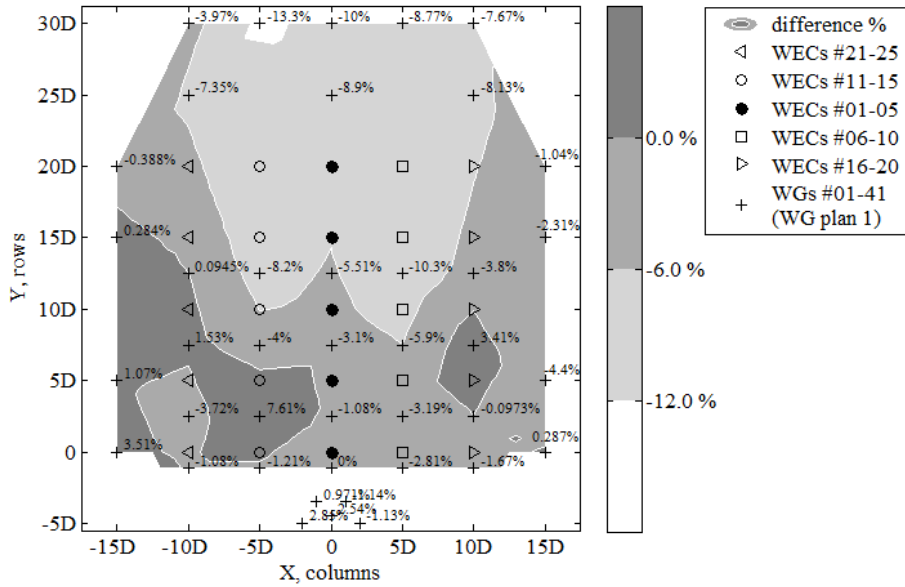 30D
-3.97%
-13.3%
-10%
-8.77%
-7.67%
25D
-7.35%
-8.9%
-8.13%
20D
-0.388%
-1.04%
15D
0.284%
-2.31%
0.0945%
-8.2%
-5.51%
-10.3%
-3.8%
10D
1.53%
-4%
-3.1%
-5.9%
3.41%
5D
1.07%
-4.4%
-3.72%
7.61%
-1.08%
-3.19%
-0.0973%
0
3.51%
0.287%
-1.08%
-1.21%
0%
-2.81%
-1.67%
0.971%
1.14%
2.54%
-5D
2.85%
-1.13%
-15D -10D -5D 0 5D 10D 15D
X, columns
Y, rows
0.0 %
-6.0 %
-12.0 %
difference %
WECs #21-25
WECs #11-15
WECs #01-05
WECs #06-10
WECs #16-20
WGs #01-41
(WG plan 1)